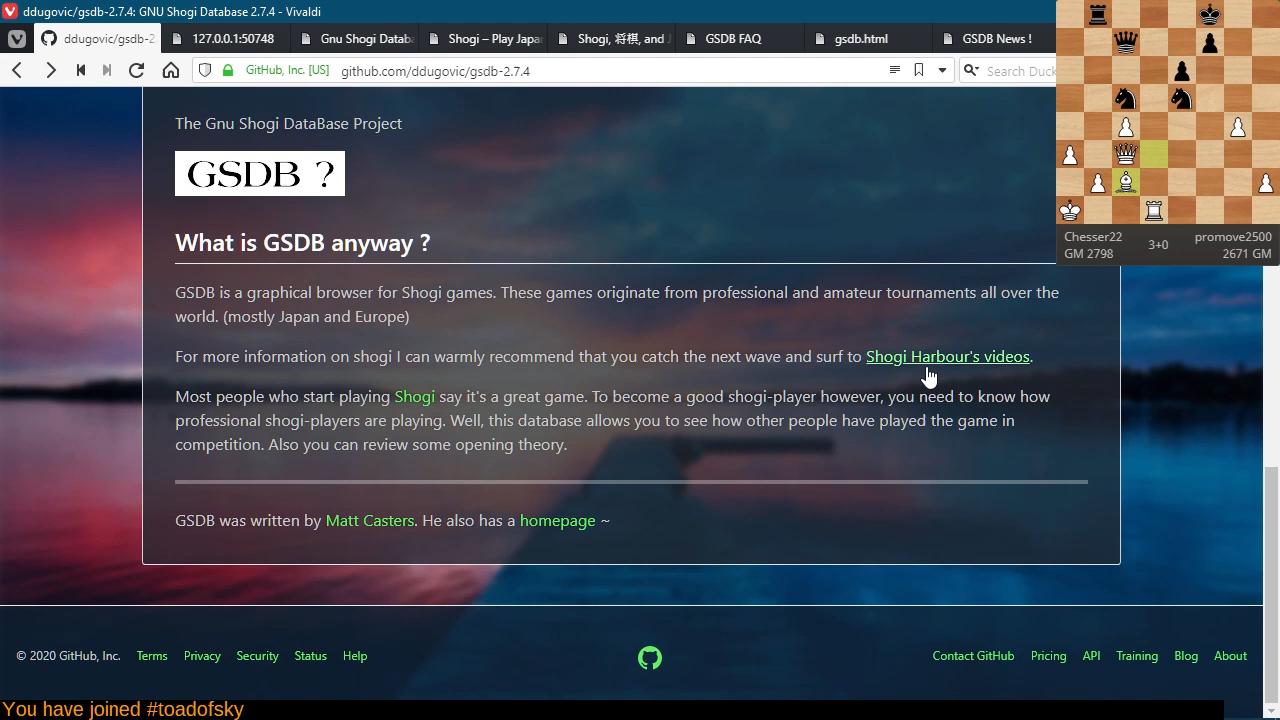 ddugovic/gsdb-2.7.4: GNU Shogi Database 2.7.4 - Vivaldi
ddugovic/gsdb-2
127.0.0.1:50748
Gnu Shogi Datab
Shogi – Play Japa
Shogi, 将棋, and J
GSDB FAQ
gsdb.html
GSDB News !
GitHub, Inc. [US]
github.com/ddugovic/gsdb-2.7.4
Search Duck
The Gnu Shogi DataBase Project
GSDB ?
What is GSDB anyway ?
GSDB is a graphical browser for Shogi games. These games originate from professional and amateur tournaments all over the
world. (mostly Japan and Europe)
For more information on shogi I can warmly recommend that you catch the next wave and surf to Shogi Harbour's videos.
Most people who start playing Shogi say it's a great game. To become a good shogi-player however, you need to know how
professional shogi-players are playing. Well, this database allows you to see how other people have played the game in
competition. Also you can review some opening theory.
GSDB was written by Matt Casters. He also has a homepage ~
Chesser22
GM 2798
3+0
promove2500
2671 GM
© 2020 GitHub, Inc. Terms Privacy Security Status Help
Contact GitHub Pricing API Training Blog About
You have joined #toadofsky